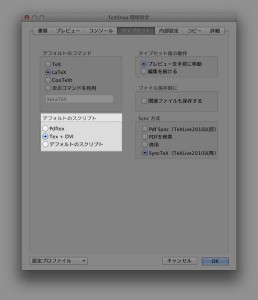 TeXShop 環境設定
書類 プレビュー コンソール タイプセット 内部設定 コピー 詳細
デフォルトのコマンド
TeX
LaTeX
ConTeXt
次のコマンドを利用
XeLaTeX
デフォルトのスクリプト
Pdftex
Tex + DVI
デフォルトのスクリプト
タイプセット後の動作
プレビューを手前に移動
編集を続ける
ファイル保存時に
関連ファイルも保存する
Sync 方式
Pdf Sync（TeXLive2010以前）
PDFを検索
併用
SyncTeX（TeXLive2010以降）
設定プロファイル
キャンセル
OK